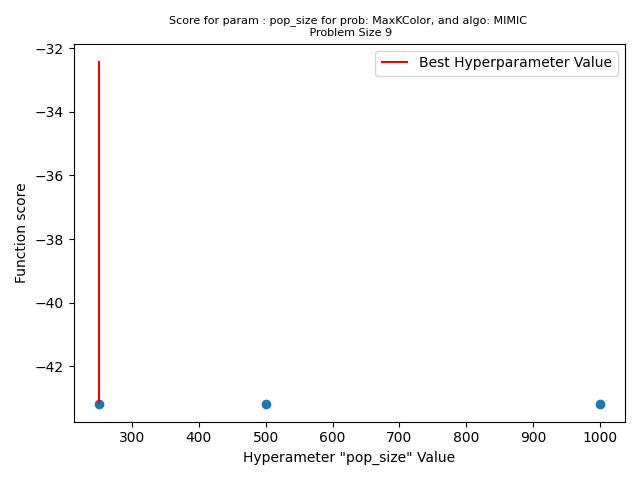 Score for param : pop_size for prob: MaxKColor, and algo: MIMIC
Problem Size 9
Best Hyperparameter Value
Function score
−32
−34
−36
−38
−40
−42
300 400 500 600 700 800 900 1000
Hyperameter "pop_size" Value